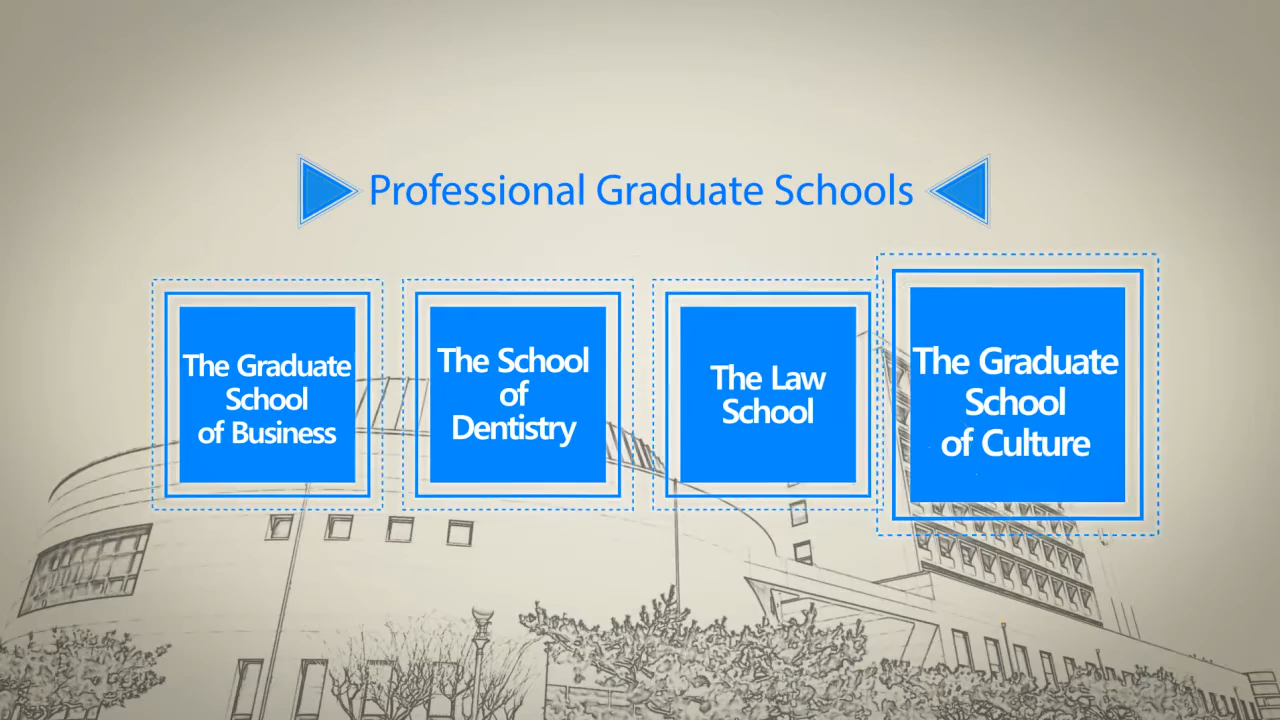 Professional Graduate Schools
The Graduate
School
of Business
The School
of
Dentistry
The Law
School
The Graduate
School
of Culture